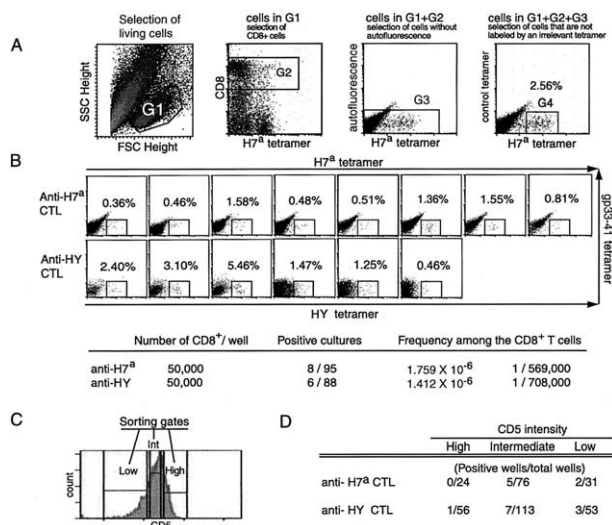 A
Selection of
living cells
SSC Height
G1
FSC Height
cells in G1
selection of
CD8+ cells
CD8
G2
H7a tetramer
cells in G1+G2
selection of cells without
autofluorescence
autofluorescence
G3
H7a tetramer
cells in G1+G2+G3
selection of cells that are not
labeled by an irrelevant tetramer
control tetramer
2.56%
G4
H7a tetramer
B
H7a tetramer
Anti-H7a
CTL
0.36% 0.46% 1.58% 0.48% 0.51% 1.36% 1.55% 0.81%
Anti-HY
CTL
2.40% 3.10% 5.46% 1.47% 1.25% 0.46%
gp33-41
tetramer
HY tetramer
Number of CD8+/ well Positive cultures Frequency among the CD8+ T cells
anti-H7a 50,000 8 / 95 1.759 X 10-6 1 / 569,000
anti-HY 50,000 6 / 88 1.412 X 10-6 1 / 708,000
C
Sorting gates
Int
Low High
count
CD5
D
CD5 intensity
High Intermediate Low
(Positive wells/total wells)
anti- H7a CTL 0/24 5/76 2/31
anti- HY CTL 1/56 7/113 3/53